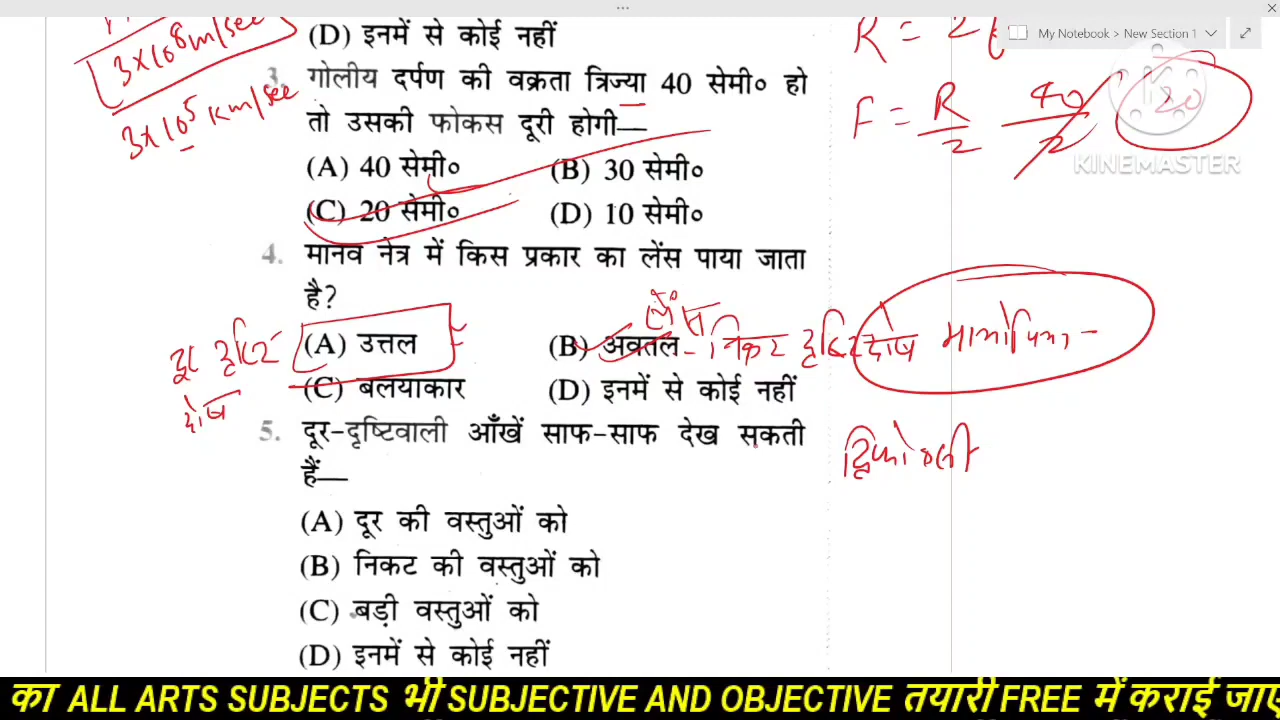 3×10⁸m/sec
3×10⁵ Km/sec
(D) इनमें से कोई नहीं
3. गोलीय दर्पण की वक्रता त्रिज्या 40 सेमी० हो
तो उसकी फोकस दूरी होगी—
(A) 40 सेमी०
(B) 30 सेमी०
(C) 20 सेमी०
(D) 10 सेमी०
R = 2
My Notebook > New Section 1
F = R/2 40/2 20
KINEMASTER
4. मानव नेत्र में किस प्रकार का लेंस पाया जाता
है?
(A) उत्तल
(B) अवतल
लेंस
- निकट दृष्टि दोष मायोपिया -
दूर दृष्टि
दोष
(C) बलयाकार
(D) इनमें से कोई नहीं
5. दूर-दृष्टिवाली आँखें साफ-साफ देख सकती
हैं—
(A) दूर की वस्तुओं को
(B) निकट की वस्तुओं को
(C) बड़ी वस्तुओं को
(D) इनमें से कोई नहीं
का ALL ARTS SUBJECTS भी SUBJECTIVE AND OBJECTIVE तयारी FREE में कराई जाए